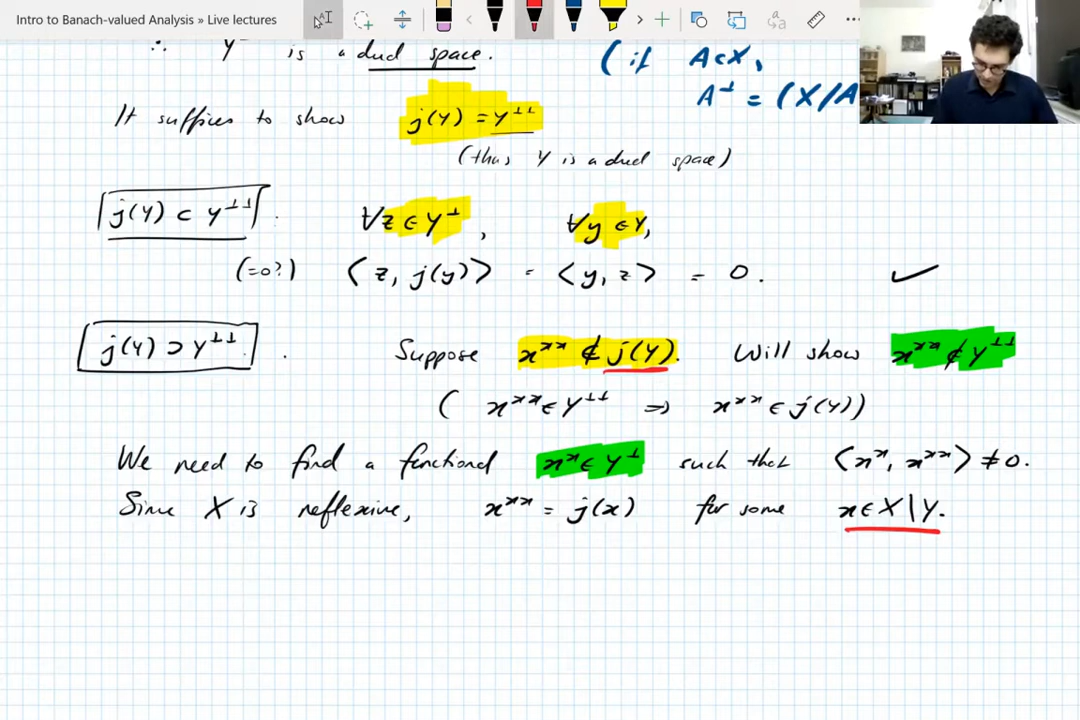 Intro to Banach-valued Analysis » Live lectures
∴ Y is a dual space. ( if A⊂X,
A^⊥ = (X/A
It suffices to show j(Y) = Y^⊥⊥
(thus Y is a dual space)
j(Y) ⊂ Y^⊥⊥ . ∀z ∈ Y^⊥ , ∀y ∈ Y,
(=0?) ⟨z, j(y)⟩ = ⟨y, z⟩ = 0. ✓
j(Y) ⊃ Y^⊥⊥ . Suppose x** ∉ j(Y). Will show x** ∉ Y^⊥⊥
( x** ∈ Y^⊥⊥ ⇒ x** ∈ j(Y))
We need to find a functional x* ∈ Y^⊥ such that ⟨x*, x**⟩ ≠ 0.
Since X is reflexive, x** = j(x) for some x ∈ X\Y.